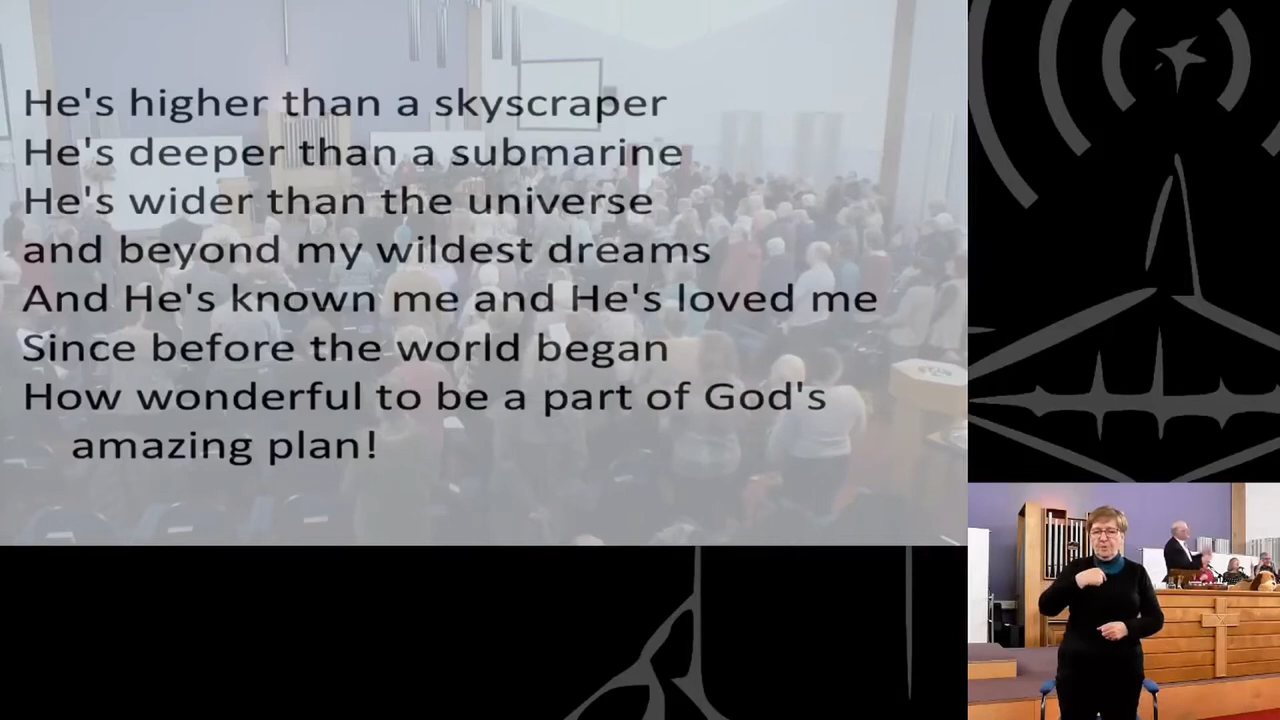 He's higher than a skyscraper
He's deeper than a submarine
He's wider than the universe
and beyond my wildest dreams
And He's known me and He's loved me
Since before the world began
How wonderful to be a part of God's
amazing plan!